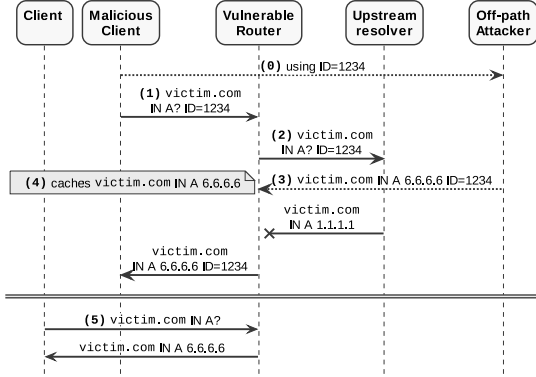 Client
Malicious
Client
Vulnerable
Router
Upstream
resolver
Off-path
Attacker
(0) using ID=1234
(1) victim.com
IN A? ID=1234
(2) victim.com
IN A? ID=1234
(3) victim.com IN A 6.6.6.6 ID=1234
(4) caches victim.com IN A 6.6.6.6
victim.com
IN A 1.1.1.1
victim.com
IN A 6.6.6.6 ID=1234
(5) victim.com IN A?
victim.com IN A 6.6.6.6